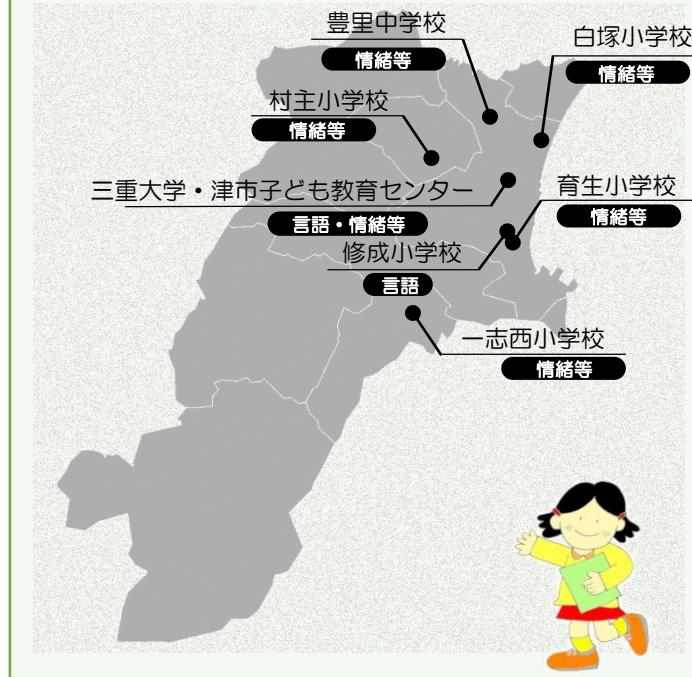 豊里中学校
情緒等
白塚小学校
情緒等
村主小学校
情緒等
三重大学・津市子ども教育センター
言語・情緒等
育生小学校
情緒等
修成小学校
言語
一志西小学校
情緒等